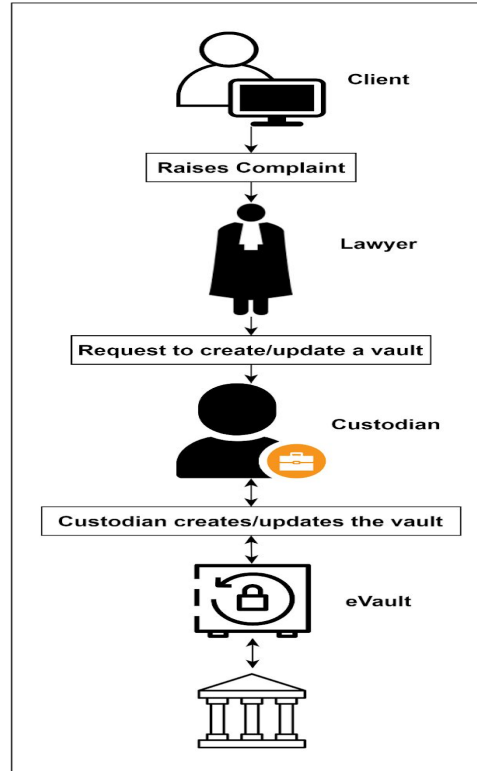 Client
Raises Complaint
Lawyer
Request to create/update a vault
Custodian
Custodian creates/updates the vault
eVault